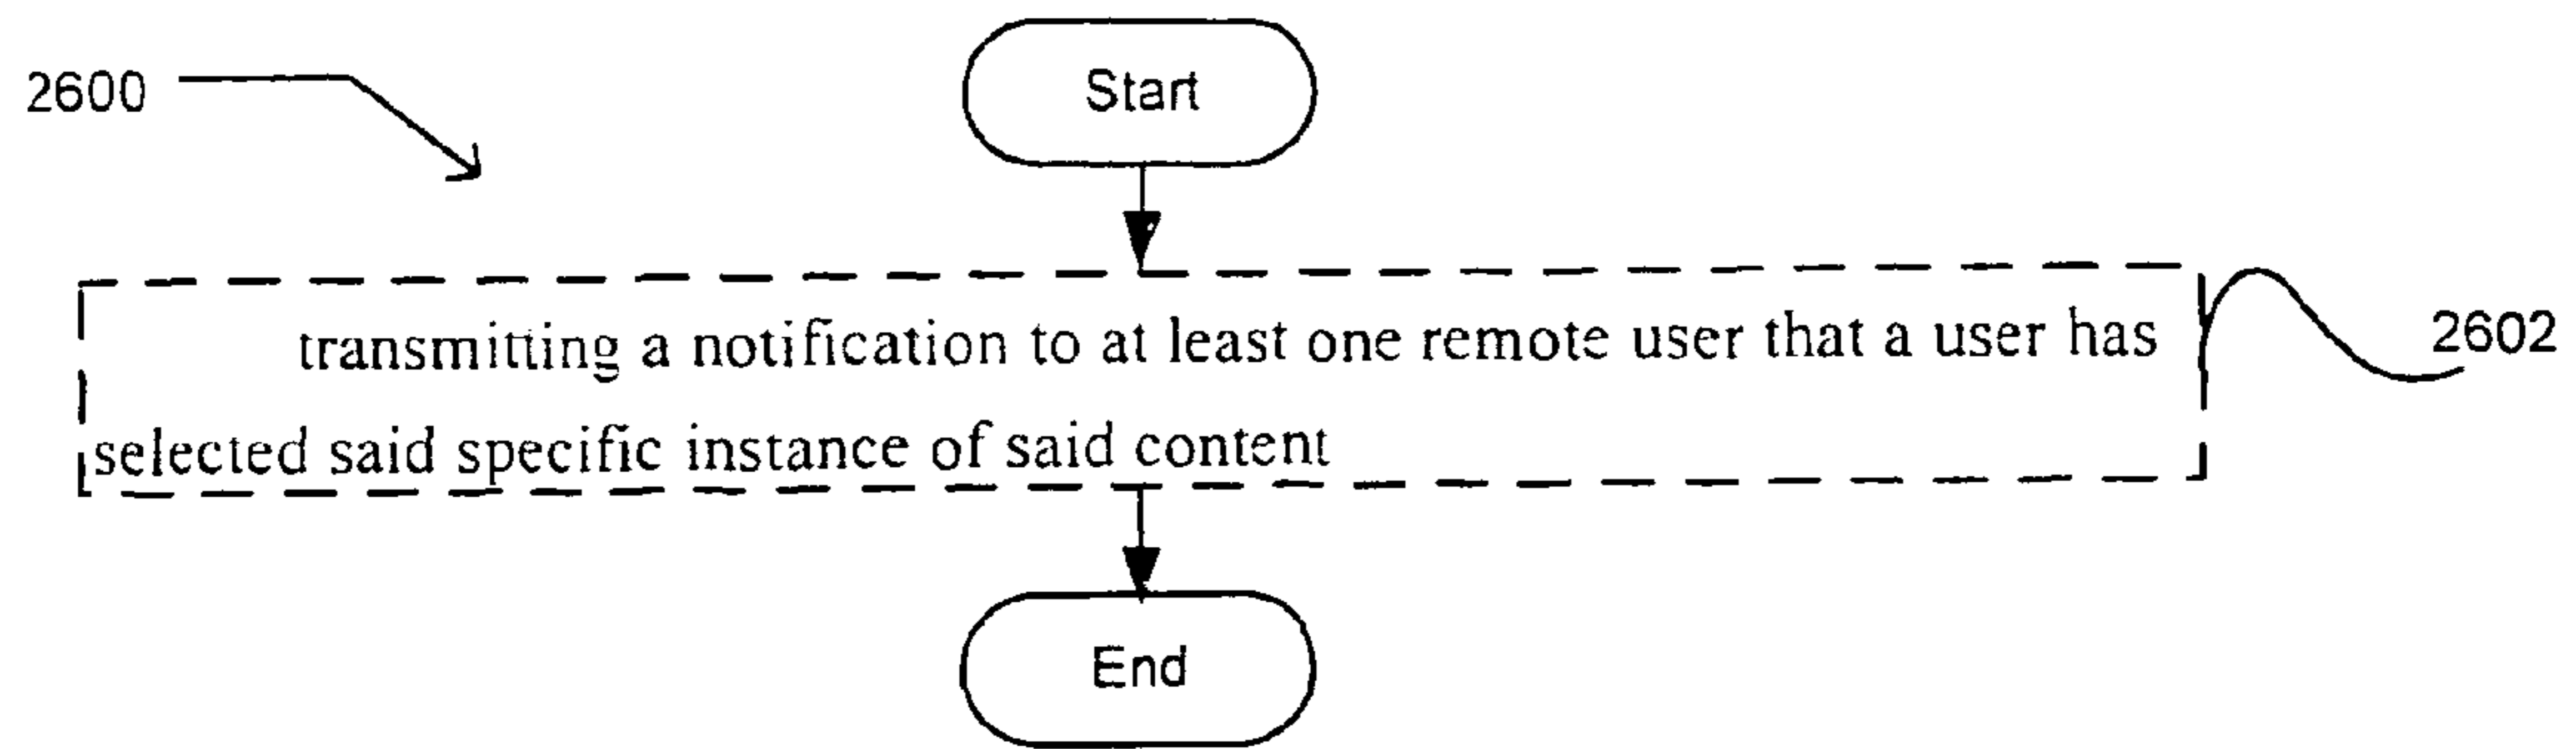 Start
2600
transmitting a notification to at least one remote user that a user has
2602
selected said specific instance of said content
End